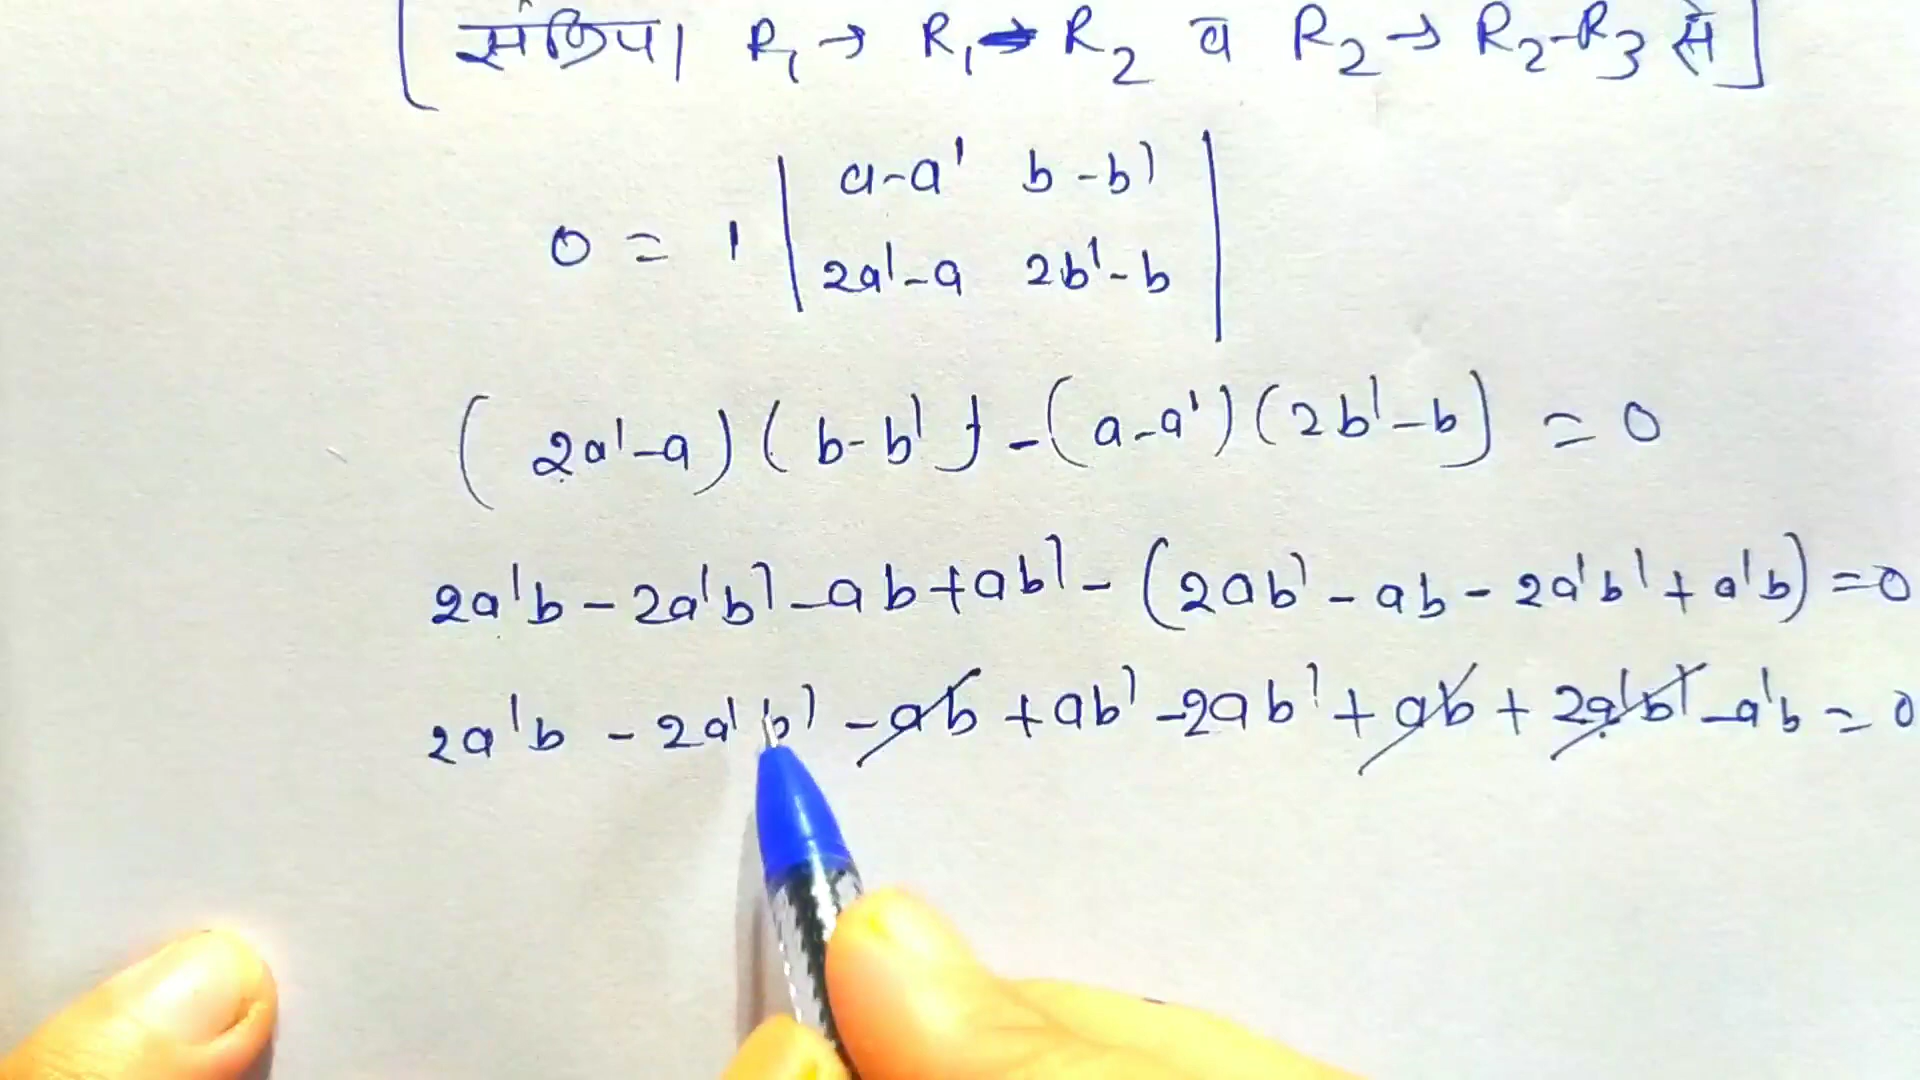 [संक्रिया R₁ → R₁ - R₂ व R₂ → R₂-R₃ से]
a-a' b-b'
0 = 1
2a'-a 2b'-b
(2a'-a)(b-b') - (a-a')(2b'-b) = 0
2a'b - 2a'b' - ab + ab' - (2ab' - ab - 2a'b' + a'b) = 0
2a'b - 2a'b' - ab + ab' - 2ab' + ab + 2a'b' - a'b = 0